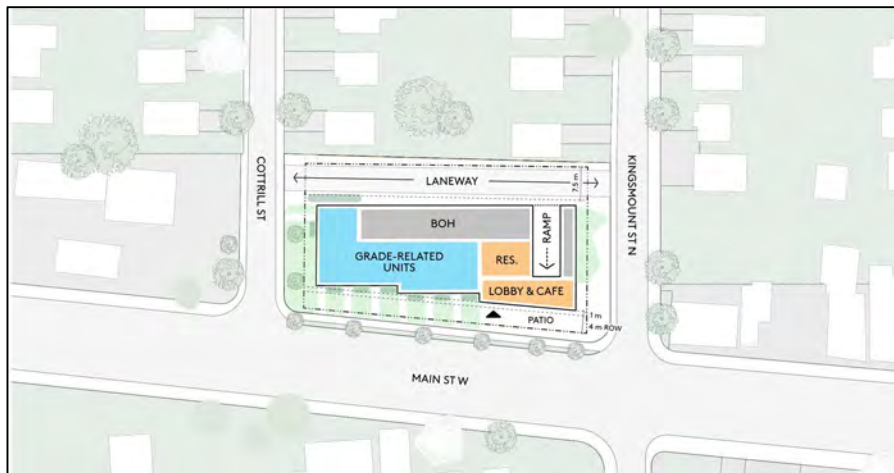 COTTRILL ST
KINGSMOUNT ST N
LANEWAY
7.5 m
BOH
RAMP
GRADE-RELATED
UNITS
RES.
LOBBY & CAFE
PATIO
1 m
4 m ROW
MAIN ST W